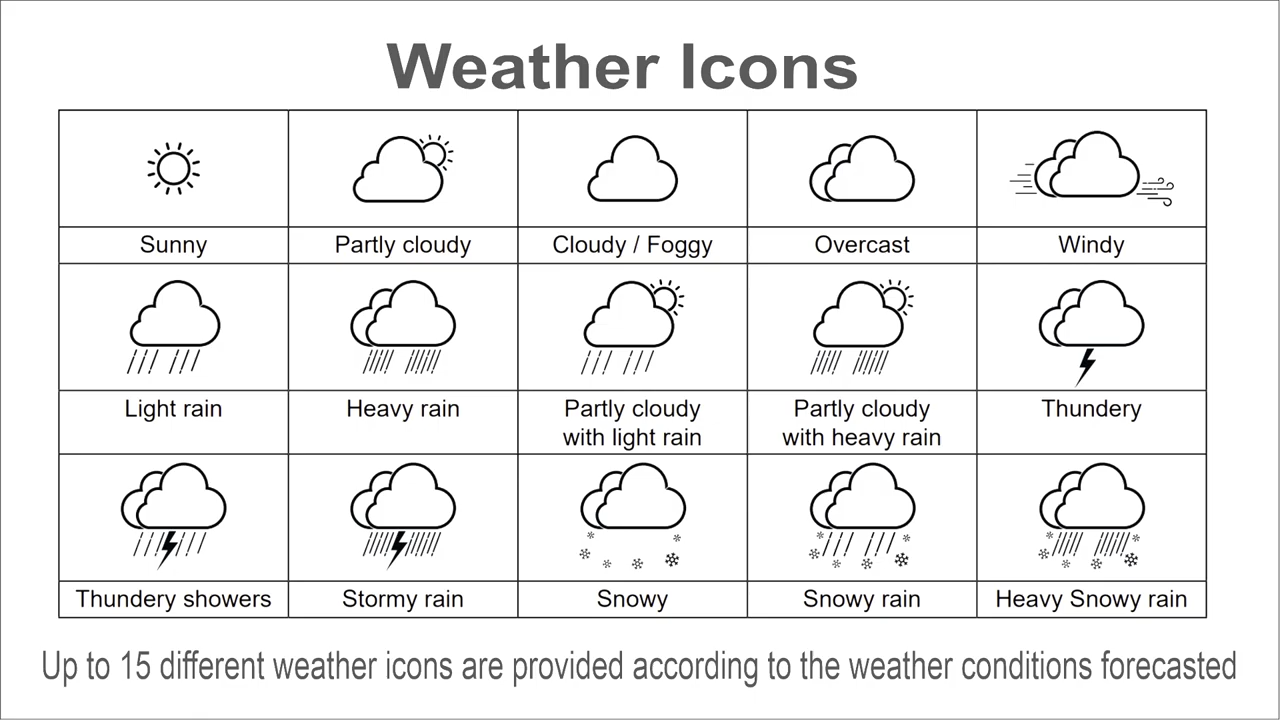 Weather Icons
Sunny
Partly cloudy
Cloudy / Foggy
Overcast
Windy
Light rain
Heavy rain
Partly cloudy
with light rain
Partly cloudy
with heavy rain
Thundery
Thundery showers
Stormy rain
Snowy
Snowy rain
Heavy Snowy rain
Up to 15 different weather icons are provided according to the weather conditions forecasted